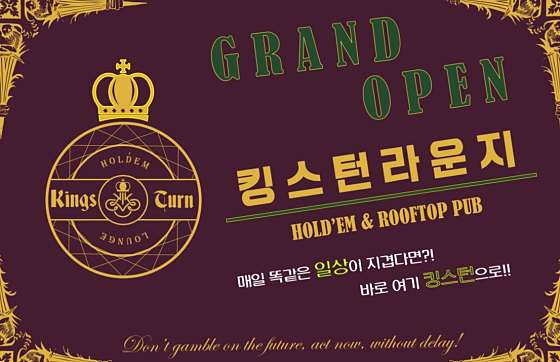 GRAND
OPEN
HOLD'EM
Kings Turn
LOUNGE
킹스턴라운지
HOLD'EM & ROOFTOP PUB
매일 똑같은 일상이 지겹다면?!
바로 여기 킹스턴으로!!
Don't gamble on the future, act now, without delay!